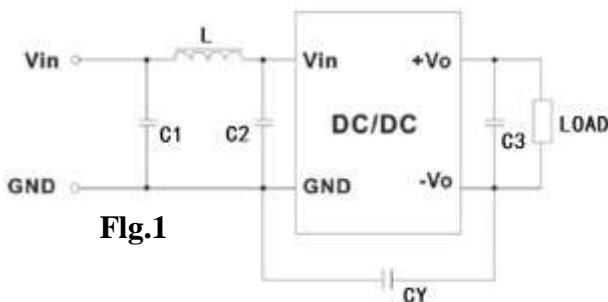 L
Vin
Vin
+Vo
C1
C2
DC/DC
C3
LOAD
GND
GND
-Vo
Flg.1
CY